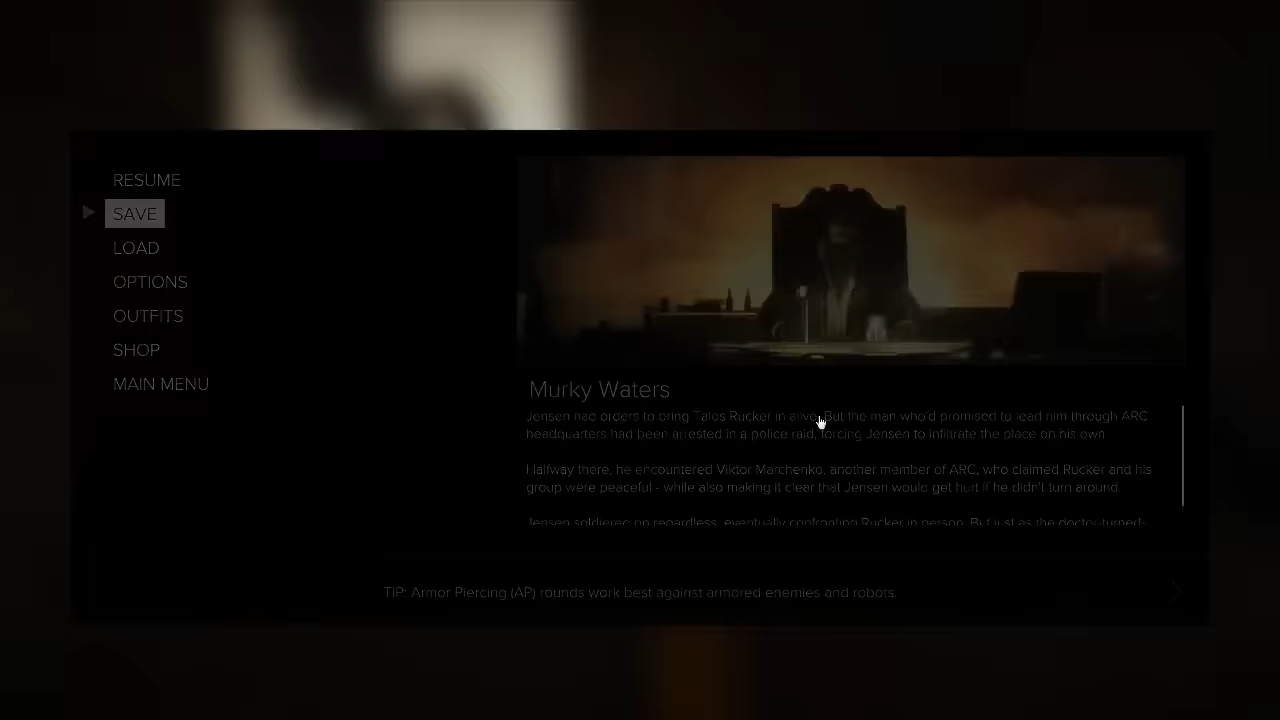 RESUME
SAVE
LOAD
OPTIONS
OUTFITS
SHOP
MAIN MENU
Murky Waters
Jensen had orders to bring Talos Rucker in alive. But the man who'd promised to lead him through ARC
headquarters had been arrested in a police raid, forcing Jensen to infiltrate the place on his own
Halfway there, he encountered Viktor Marchenko, another member of ARC, who claimed Rucker and his
group were peaceful - while also making it clear that Jensen would get hurt if he didn't turn around.
Jensen soldiered on regardless, eventually confronting Rucker in person. But just as the doctor-turned-
TIP: Armor Piercing (AP) rounds work best against armored enemies and robots.